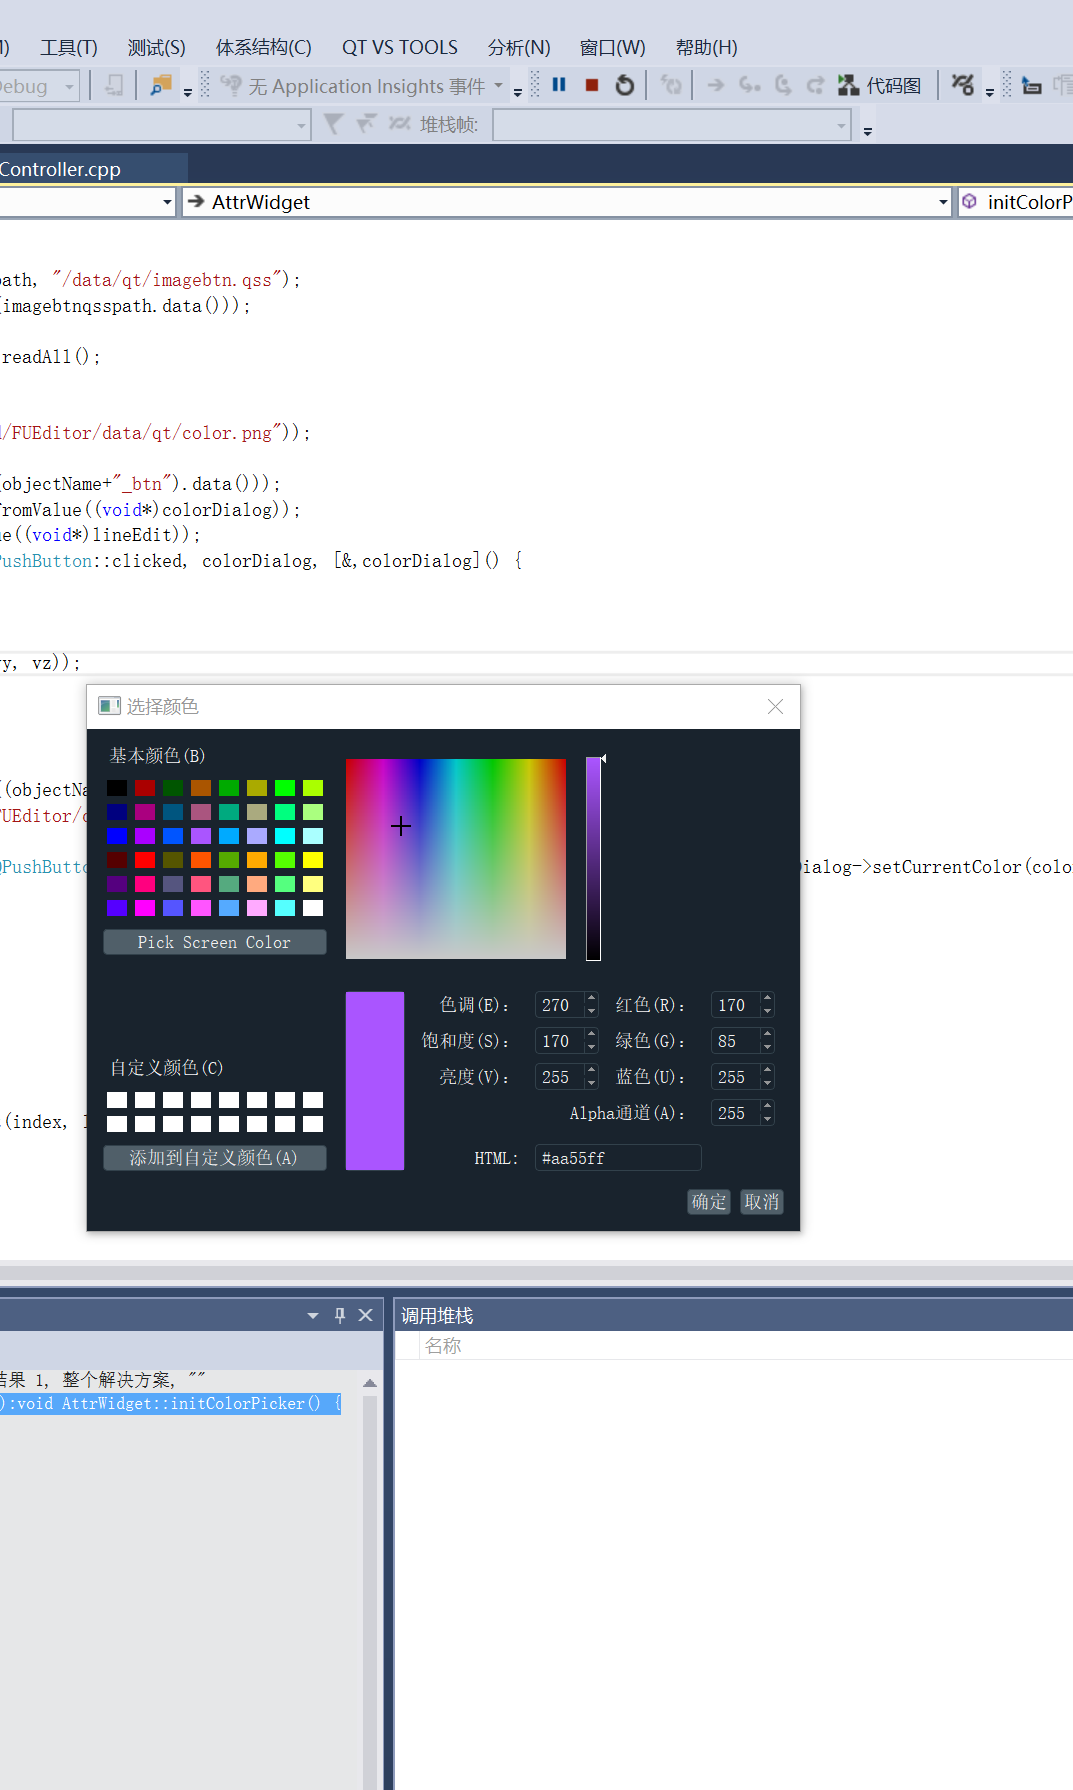 工具(T) 测试(S) 体系结构(C) QT VS TOOLS 分析(N) 窗口(W) 帮助(H)
无 Application Insights 事件 代码图
堆栈帧:
Controller.cpp
AttrWidget initColorP
ath, "/data/qt/imagebtn.qss");
(imagebtnqsspath.data()));
readAll();
/FUEditor/data/qt/color.png"));
(objectName+"_btn").data()));
romValue((void*)colorDialog));
ue((void*)lineEdit));
PushButton::clicked, colorDialog, [&,colorDialog]() {
y, vz));
选择颜色
基本颜色(B)
((objectNa
FUEditor/
QPushButt
ialog->setCurrentColor(colo
Pick Screen Color
色调(E): 270 红色(R): 170
饱和度(S): 170 绿色(G): 85
亮度(V): 255 蓝色(U): 255
Alpha通道(A): 255
自定义颜色(C)
(index,
添加到自定义颜色(A)
HTML: #aa55ff
确定 取消
调用堆栈
名称
结果 1, 整个解决方案, ""
):void AttrWidget::initColorPicker() {